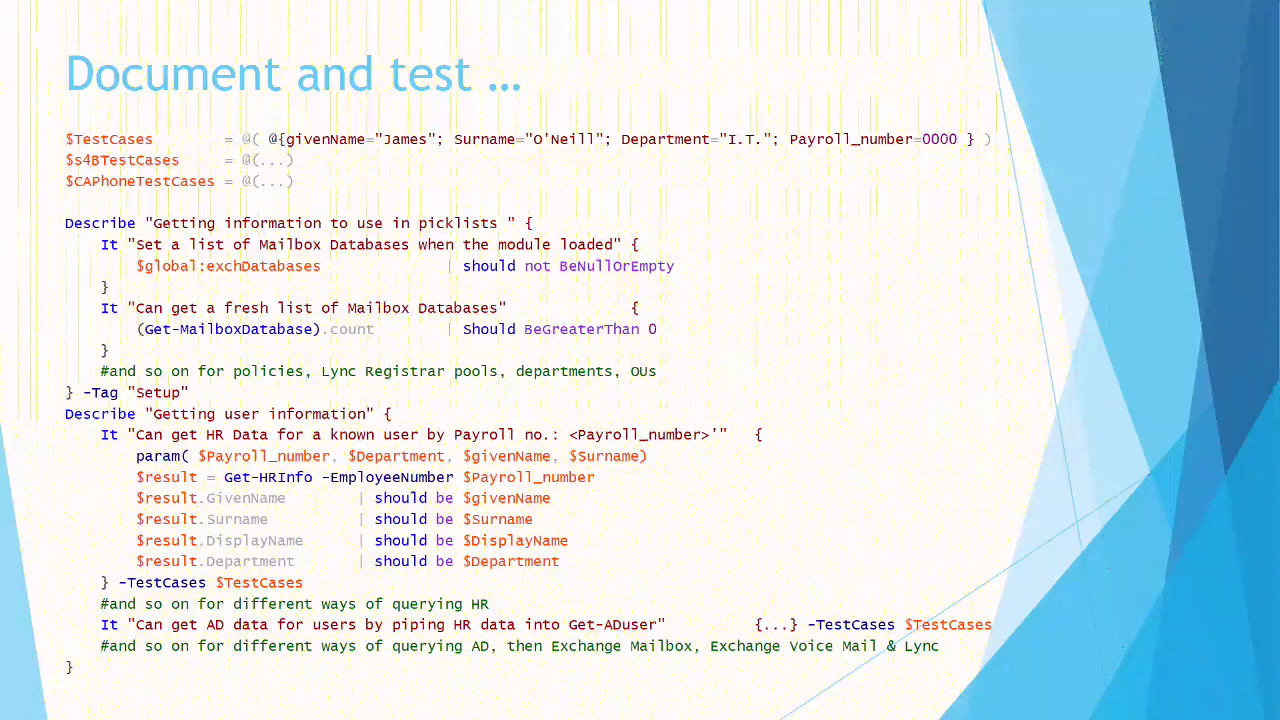 Document and test …
$TestCases = @( @{givenName="James"; Surname="O'Neill"; Department="I.T."; Payroll_number=0000 } )
$s4BTestCases = @(...)
$CAPhoneTestCases = @(...)
Describe "Getting information to use in picklists " {
It "Set a list of Mailbox Databases when the module loaded" {
$global:exchDatabases | should not BeNullOrEmpty
}
It "Can get a fresh list of Mailbox Databases" {
(Get-MailboxDatabase).count | Should BeGreaterThan 0
}
#and so on for policies, Lync Registrar pools, departments, OUs
} -Tag "Setup"
Describe "Getting user information" {
It "Can get HR Data for a known user by Payroll no.: <Payroll_number>'" {
param( $Payroll_number, $Department, $givenName, $Surname)
$result = Get-HRInfo -EmployeeNumber $Payroll_number
$result.GivenName | should be $givenName
$result.Surname | should be $Surname
$result.DisplayName | should be $DisplayName
$result.Department | should be $Department
} -TestCases $TestCases
#and so on for different ways of querying HR
It "Can get AD data for users by piping HR data into Get-ADuser" {...} -TestCases $TestCases
#and so on for different ways of querying AD, then Exchange Mailbox, Exchange Voice Mail & Lync
}